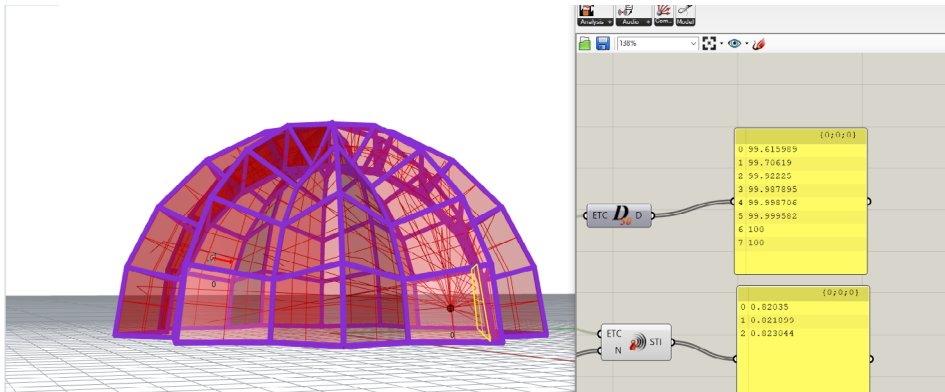 Analysis +
Audio +
Com...
Model
138%
{0;0;0}
0 99.615989
1 99.70619
2 99.92225
3 99.987895
4 99.998706
5 99.999582
6 100
7 100
ETC D50 D
0
0
{0;0;0}
0 0.82035
1 0.821899
2 0.823044
ETC
N
STI